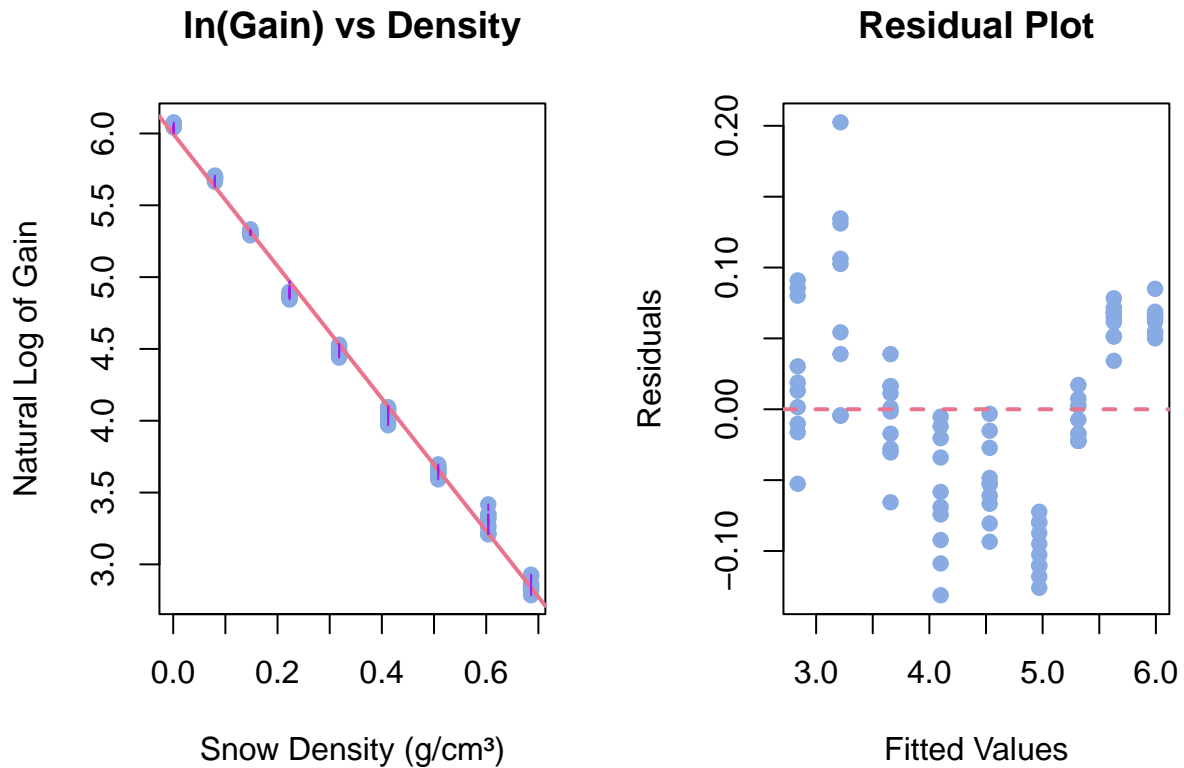 ln(Gain) vs Density
Natural Log of Gain
6.0
5.5
5.0
4.5
4.0
3.5
3.0
0.0 0.2 0.4 0.6
Snow Density (g/cm³)
Residual Plot
Residuals
0.20
0.10
0.00
−0.10
3.0 4.0 5.0 6.0
Fitted Values